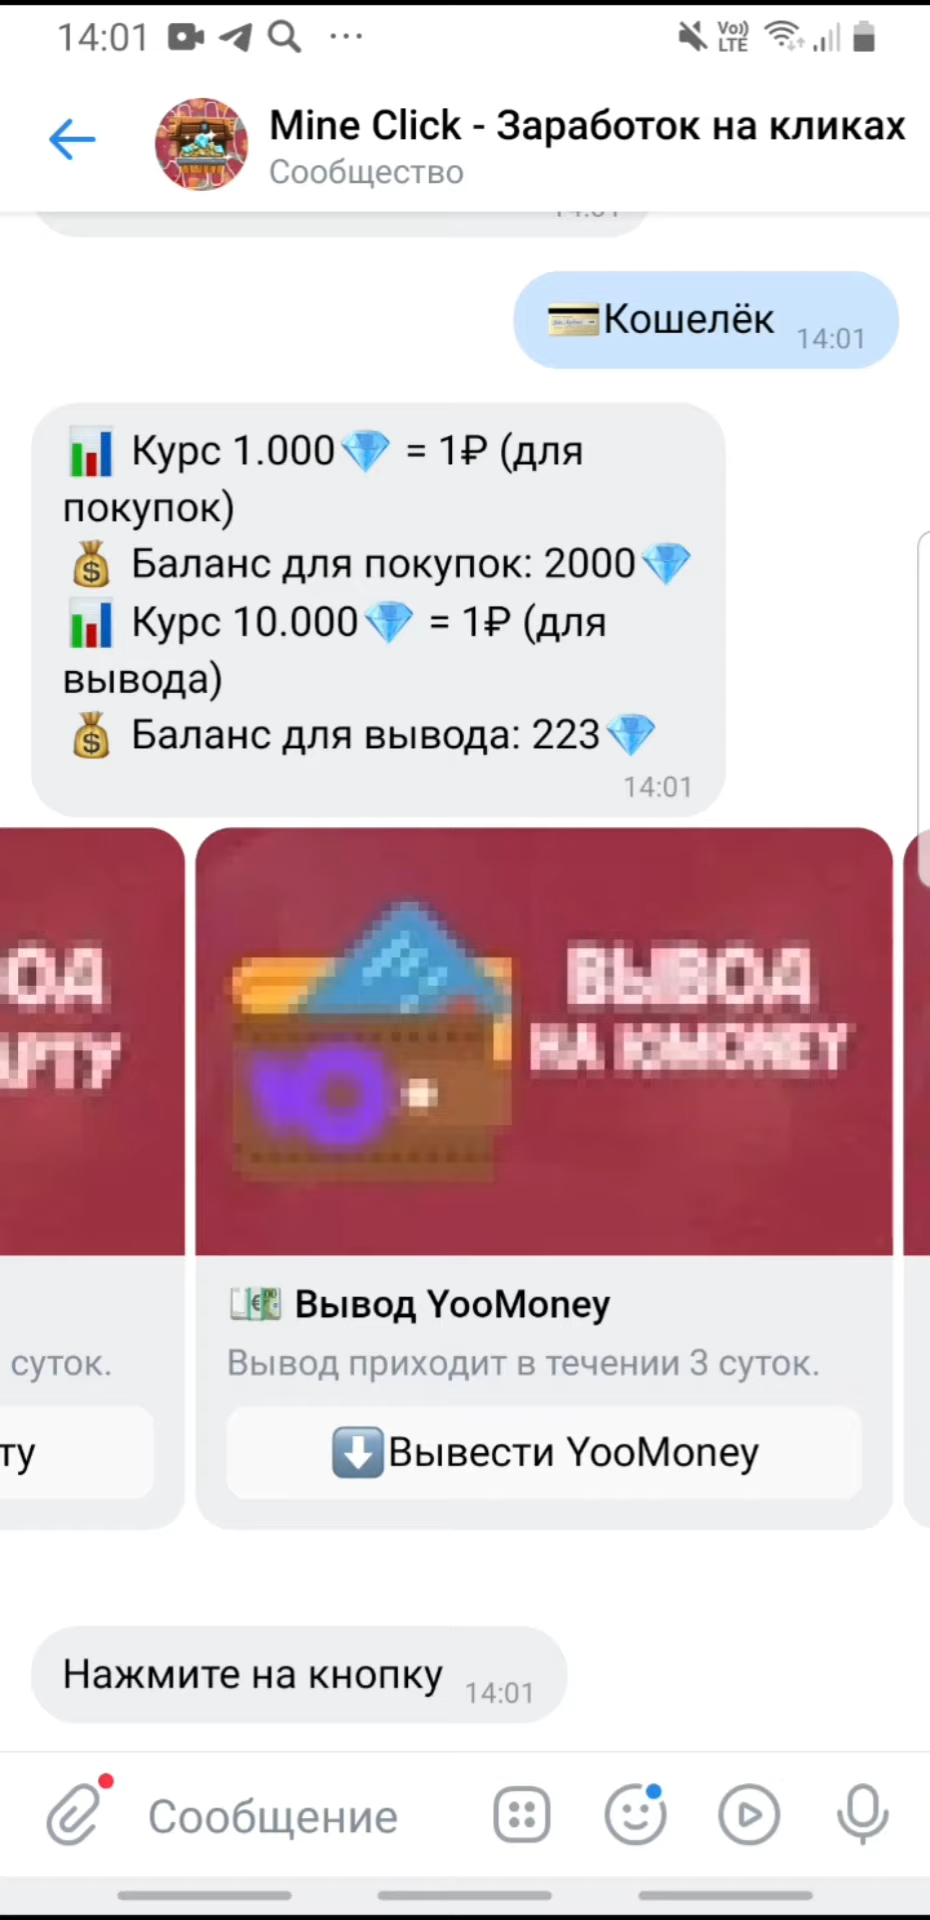 14:01
Vo)) LTE
Mine Click - Заработок на кликах
Сообщество
Кошелёк 14:01
Курс 1.000 = 1₽ (для
покупок)
Баланс для покупок: 2000
Курс 10.000 = 1₽ (для
вывода)
Баланс для вывода: 223
14:01
ВЫВОД
НА ЮMONEY
Вывод YooMoney
суток.
Вывод приходит в течении 3 суток.
ту
Вывести YooMoney
Нажмите на кнопку 14:01
Сообщение